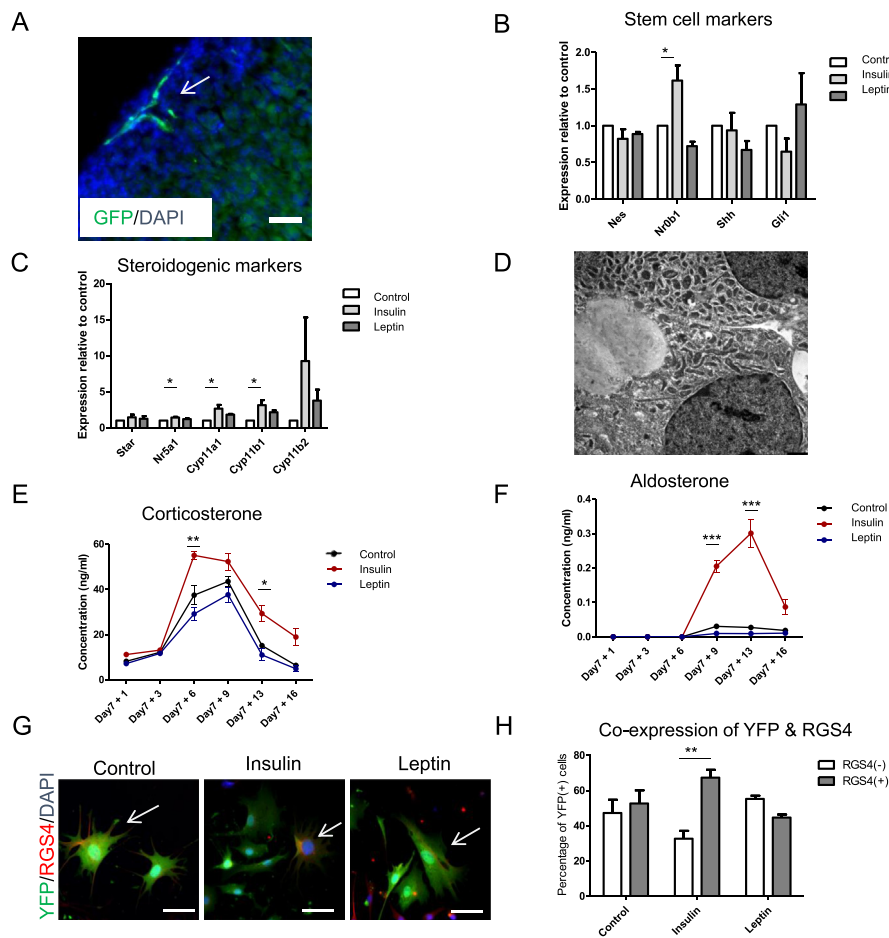 A
GFP/DAPI
B
Stem cell markers
Expression relative to control
2.0
1.5
1.0
0.5
0.0
*
Nes
Nr0b1
Shh
Gli1
Contr
Insulin
Lepti
C
Steroidogenic markers
Expression relative to control
20
15
10
5
0
*
*
*
Star
Nr5a1
Cyp11a1
Cyp11b1
Cyp11b2
Control
Insulin
Leptin
D
E
Corticosterone
Concentration (ng/ml)
60
40
20
0
**
*
Day7 + 1
Day7 + 3
Day7 + 6
Day7 + 9
Day7 + 13
Day7 + 16
Control
Insulin
Leptin
F
Aldosterone
Concentration (ng/ml)
0.4
0.3
0.2
0.1
0.0
***
***
Day7 + 1
Day7 + 3
Day7 + 6
Day7 + 9
Day7 + 13
Day7 + 16
Control
Insulin
Leptin
G
YFP/RGS4/DAPI
Control
Insulin
Leptin
H
Co-expression of YFP & RGS4
Percentage of YFP(+) cells
80
60
40
20
0
**
Control
Insulin
Leptin
RGS4(-)
RGS4(+)